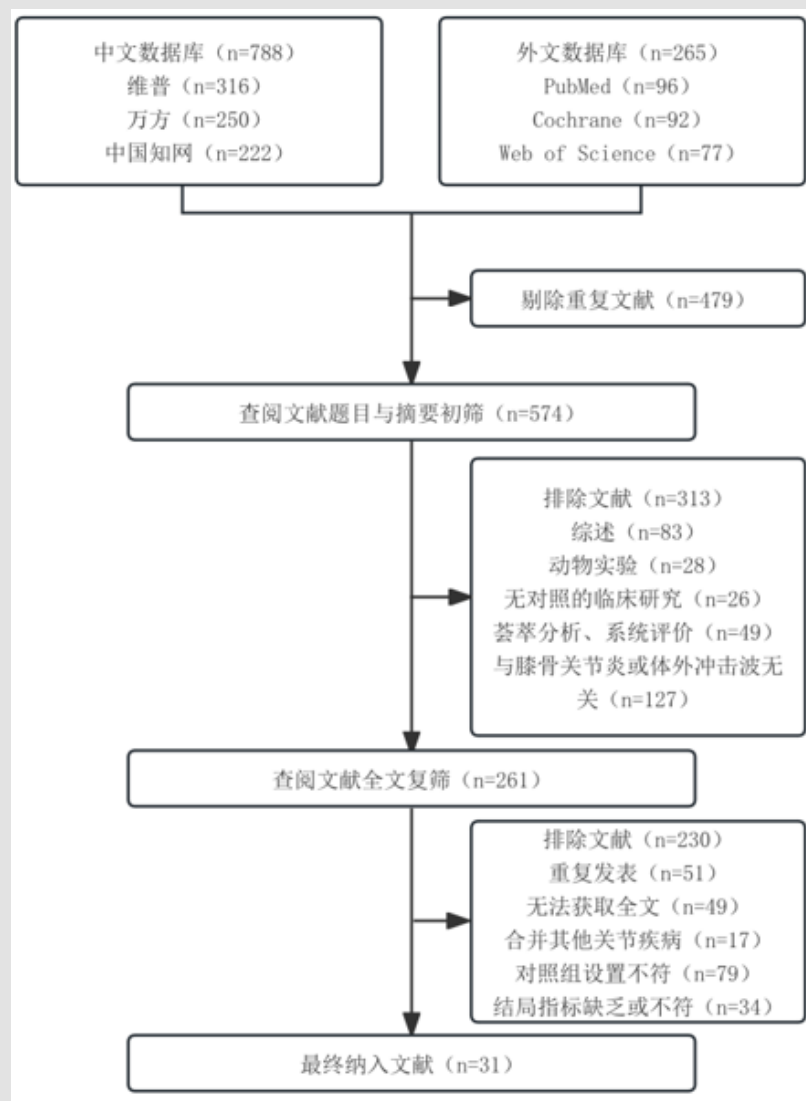 中文数据库（n=788）
维普（n=316）
万方（n=250）
中国知网（n=222）
外文数据库（n=265）
PubMed（n=96）
Cochrane（n=92）
Web of Science（n=77）
剔除重复文献（n=479）
查阅文献题目与摘要初筛（n=574）
排除文献（n=313）
综述（n=83）
动物实验（n=28）
无对照的临床研究（n=26）
荟萃分析、系统评价（n=49）
与膝骨关节炎或体外冲击波无
关（n=127）
查阅文献全文复筛（n=261）
排除文献（n=230）
重复发表（n=51）
无法获取全文（n=49）
合并其他关节疾病（n=17）
对照组设置不符（n=79）
结局指标缺乏或不符（n=34）
最终纳入文献（n=31）